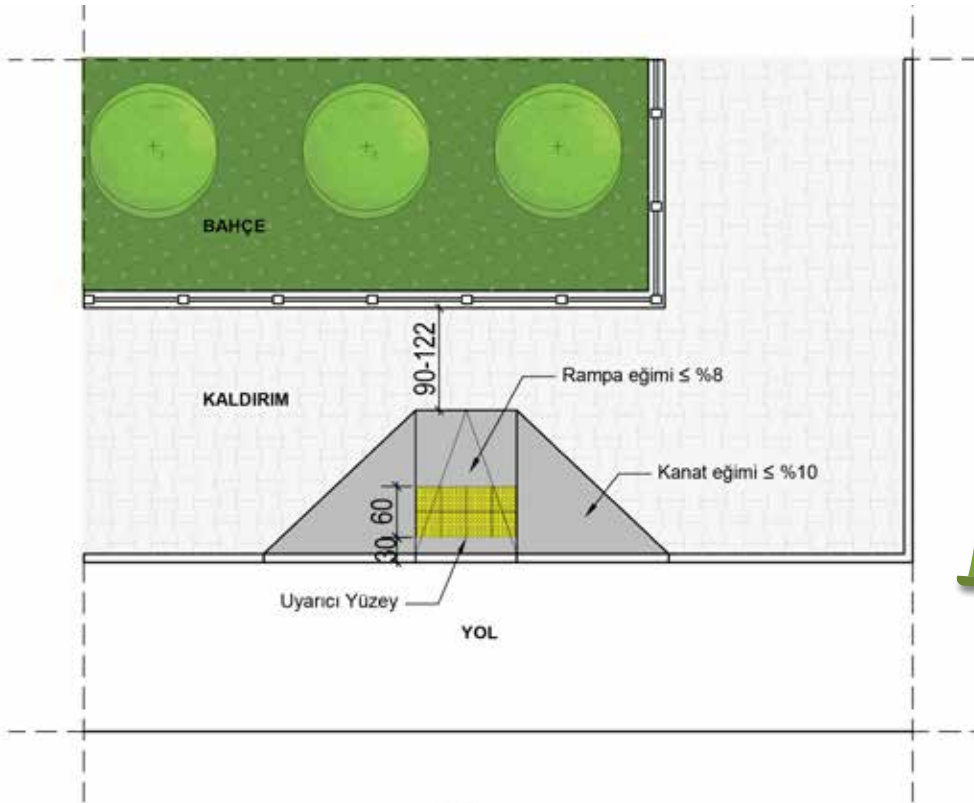 BAHÇE
90-122
Rampa eğimi ≤ %8
KALDIRIM
Kanat eğimi ≤ %10
60
30
Uyarıcı Yüzey
YOL